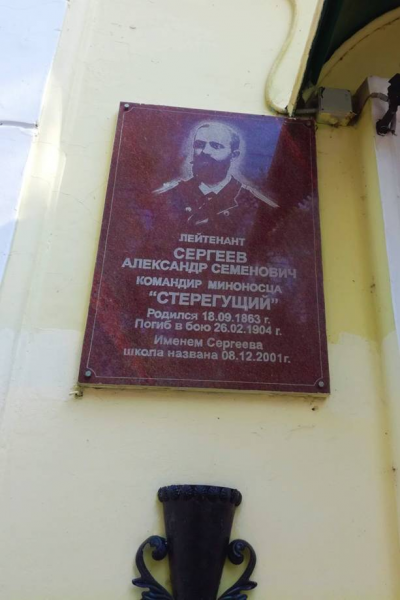 ЛЕЙТЕНАНТ
СЕРГЕЕВ
АЛЕКСАНДР СЕМЕНОВИЧ
КОМАНДИР МИНОНОСЦА
"СТЕРЕГУЩИЙ"
Родился 18.09.1863 г.
Погиб в бою 26.02.1904 г.
Именем Сергеева
школа названа 08.12.2001г.